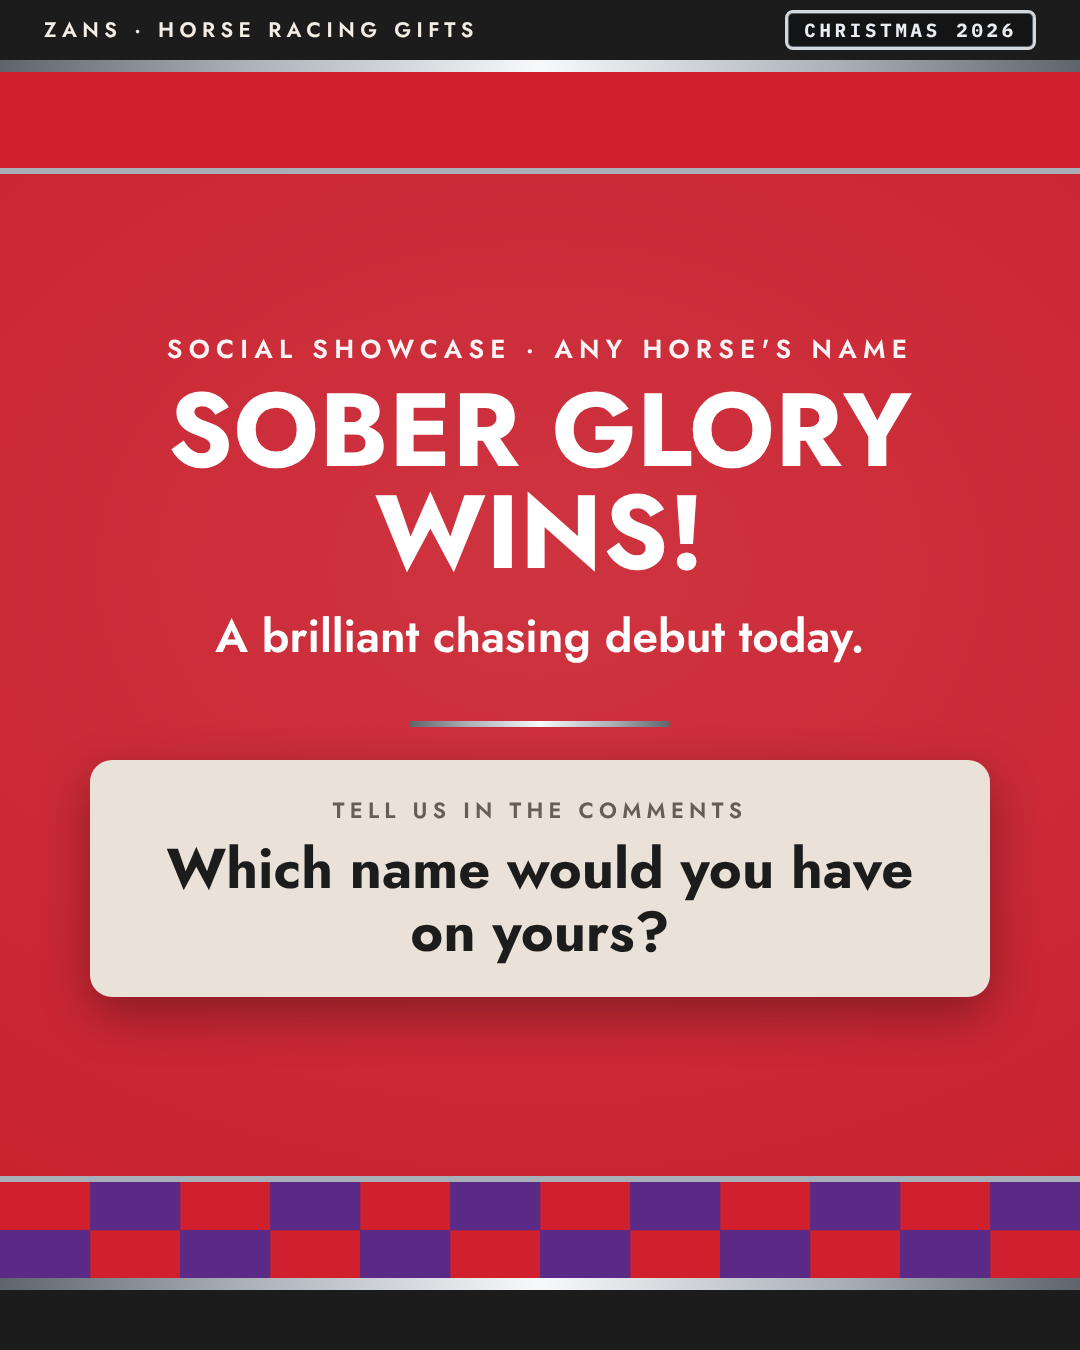 ZANS · HORSE RACING GIFTS
CHRISTMAS 2026
SOCIAL SHOWCASE · ANY HORSE'S NAME
SOBER GLORY
WINS!
A brilliant chasing debut today.
TELL US IN THE COMMENTS
Which name would you have
on yours?